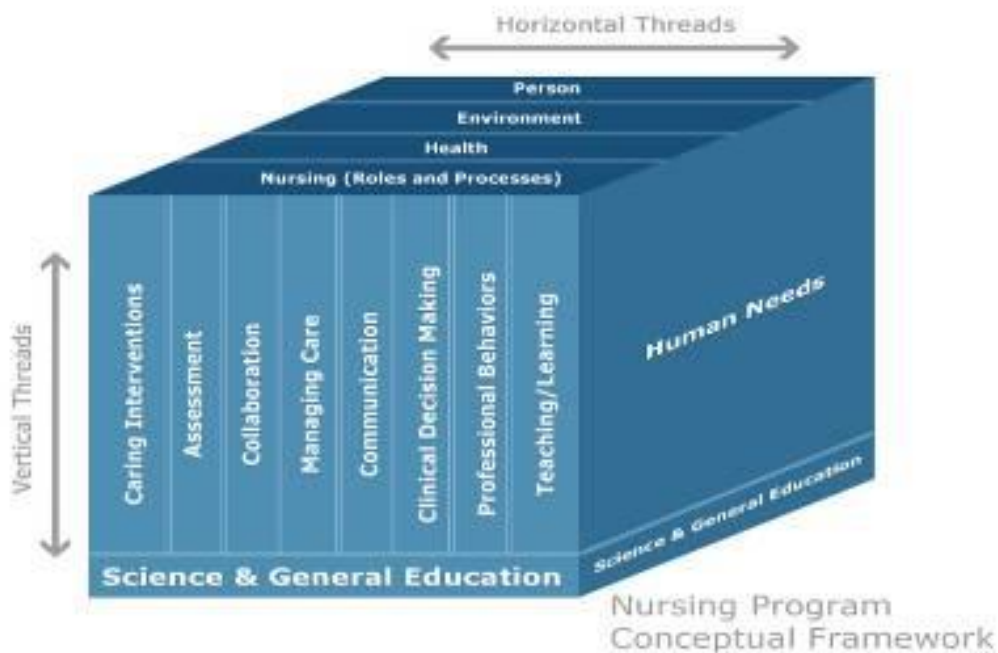 Horizontal Threads
Person
Environment
Health
Nursing (Roles and Processes)
Vertical Threads
Caring Interventions
Assessment
Collaboration
Managing Care
Communication
Clinical Decision Making
Professional Behaviors
Teaching/Learning
Human Needs
Science & General Education
Science & General Education
Nursing Program
Conceptual Framework